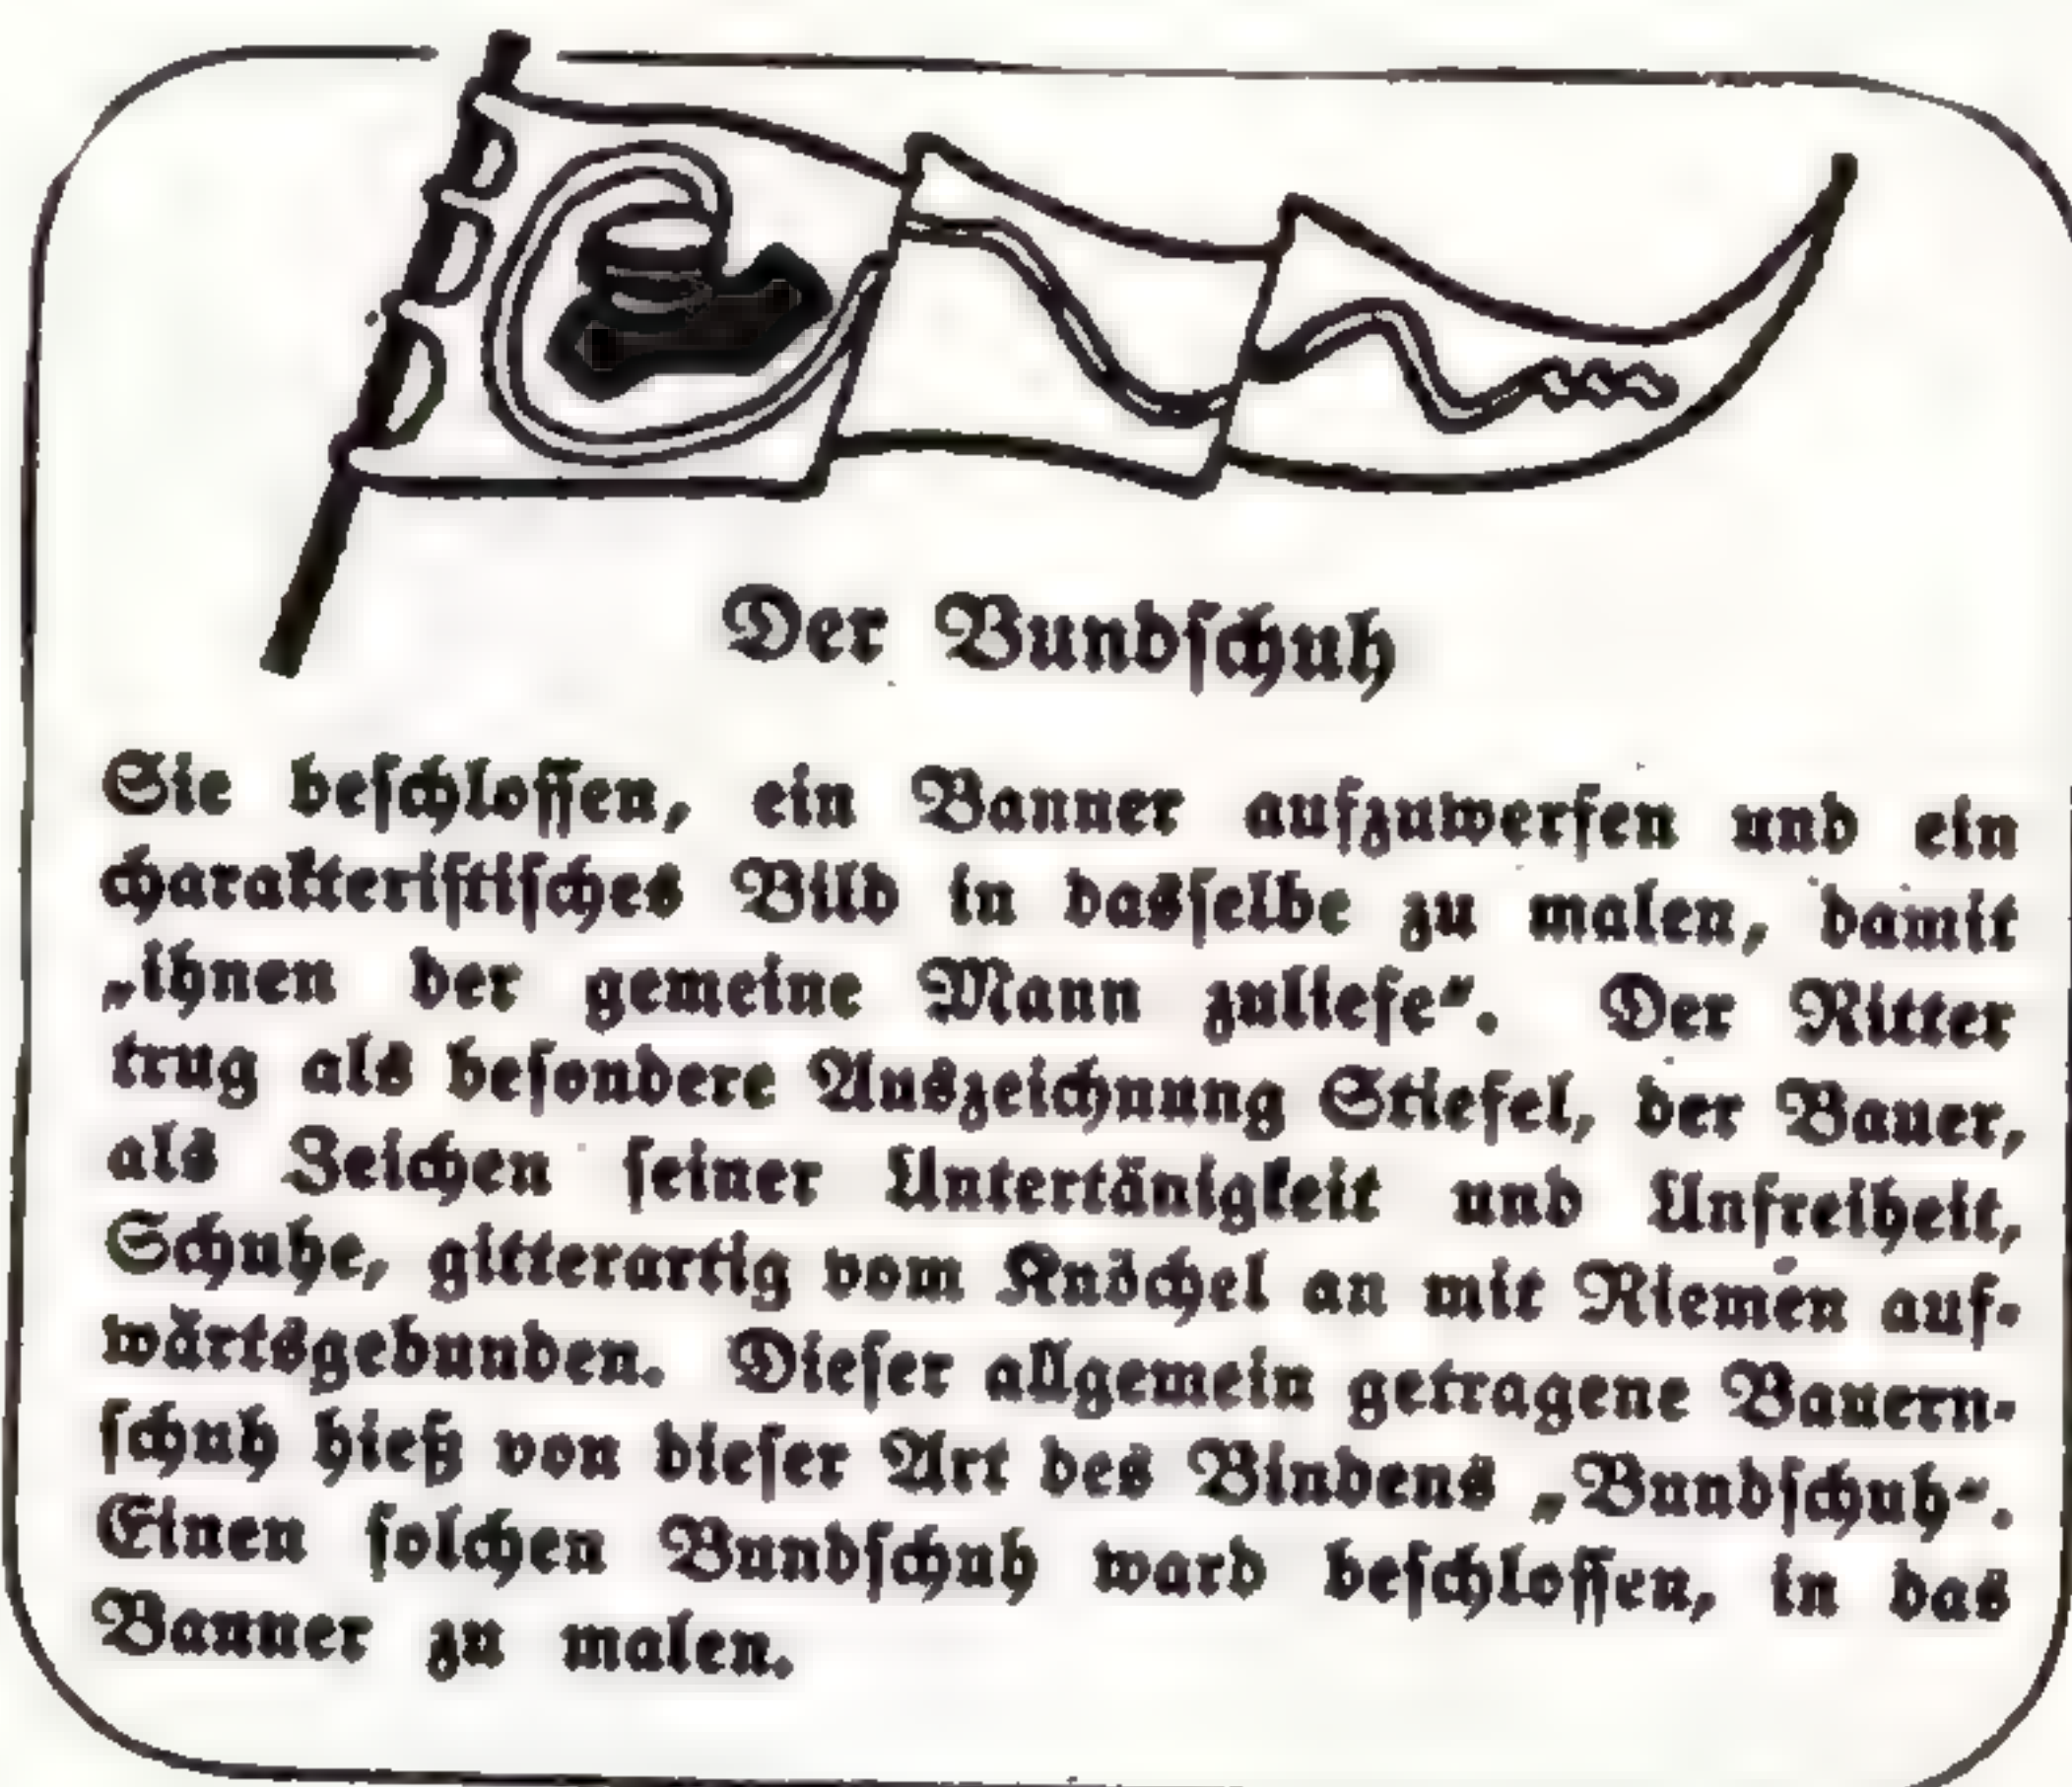 Der Bundschuh
Sie beschlossen, ein Banner aufzuwerfen und ein
charakteristisches Bild in dasselbe zu malen, damit
„ihnen der gemeine Mann zuliefe“. Der Ritter
trug als besondere Auszeichnung Stiefel, der Bauer,
als Zeichen seiner Untertänigkeit und Unfreiheit,
Schuhe, gitterartig vom Knöchel an mit Riemen auf-
wärtsgebunden. Dieser allgemein getragene Bauern-
schuh hieß von dieser Art des Bindens „Bundschuh“.
Einen solchen Bundschuh ward beschlossen, in das
Banner zu malen.